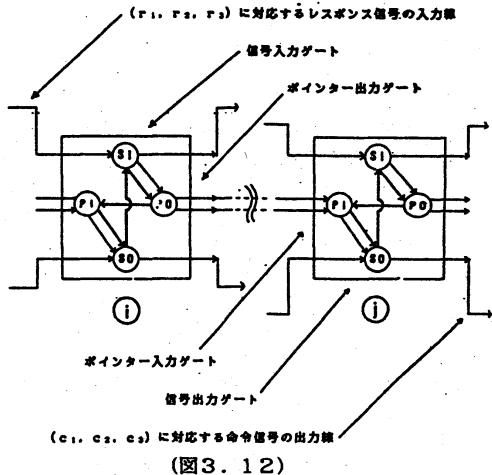 (r₁, r₂, r₃) に対応するレスポンス信号の入力線
信号入力ゲート
ポインター出力ゲート
SI
SI
PI
PO
PI
PO
SO
SO
i
j
ポインター入力ゲート
信号出力ゲート
(c₁, c₂, c₃) に対応する命令信号の出力線
(図3.12)